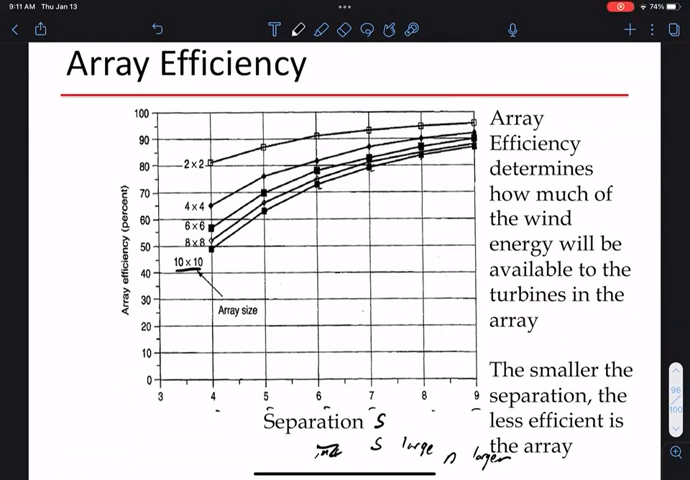 9:11 AM Thu Jan 13
74%
Array Efficiency
100
90
80
70
60
50
40
30
20
10
0
Array efficiency (percent)
2 × 2
4 × 4
6 × 6
8 × 8
10 × 10
Array size
3 4 5 6 7 8 9
Separation S
S large n larger
Array
Efficiency
determines
how much of
the wind
energy will be
available to the
turbines in the
array
The smaller the
separation, the
less efficient is
the array
96
100